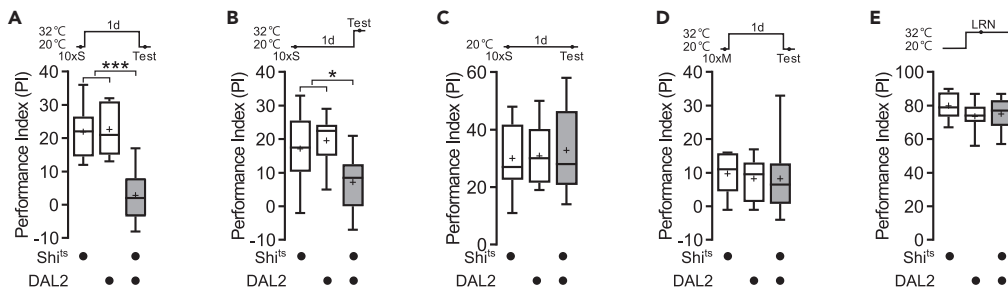 A
32°C
20°C
1d
10xS
Test
***
Performance Index (PI)
40
30
20
10
0
-10
Shi^ts
DAL2
B
32°C
20°C
Test
1d
10xS
*
Performance Index (PI)
40
30
20
10
0
-10
C
20°C
1d
10xS
Test
Performance Index (PI)
60
40
20
0
D
32°C
20°C
1d
10xM
Test
Performance Index (PI)
40
30
20
10
0
-10
E
32°C
20°C
LRN
Performance Index (PI)
100
80
60
40
20
0
Shi^ts
DAL2
Shi^ts
DAL2
Shi^ts
DAL2
Shi^ts
DAL2